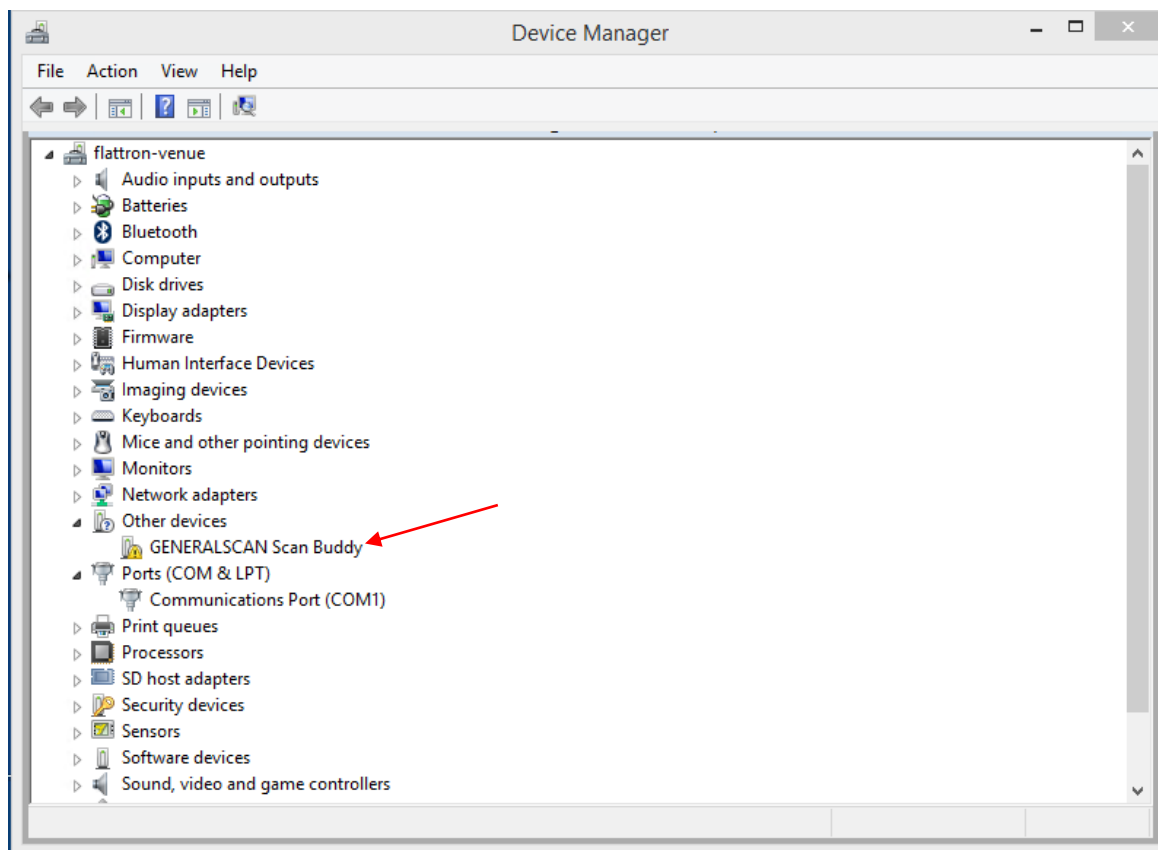 Device Manager
File Action View Help
flattron-venue
Audio inputs and outputs
Batteries
Bluetooth
Computer
Disk drives
Display adapters
Firmware
Human Interface Devices
Imaging devices
Keyboards
Mice and other pointing devices
Monitors
Network adapters
Other devices
GENERALSCAN Scan Buddy
Ports (COM & LPT)
Communications Port (COM1)
Print queues
Processors
SD host adapters
Security devices
Sensors
Software devices
Sound, video and game controllers